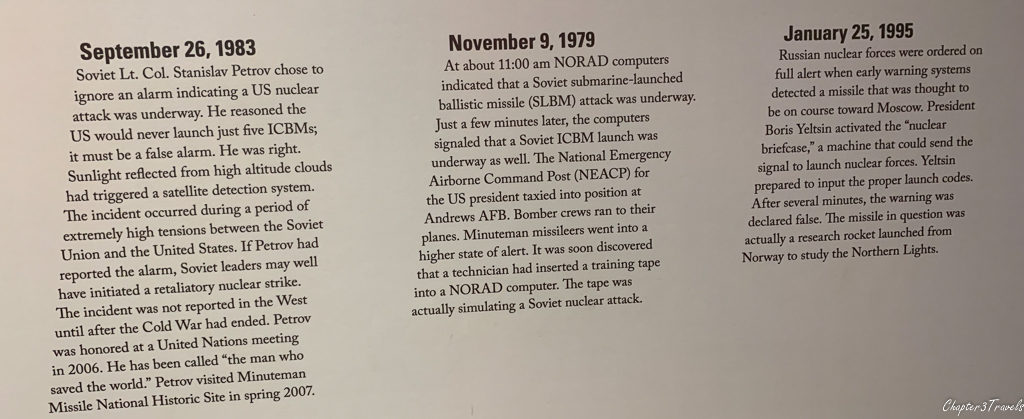 September 26, 1983
Soviet Lt. Col. Stanislav Petrov chose to
ignore an alarm indicating a US nuclear
attack was underway. He reasoned the
US would never launch just five ICBMs;
it must be a false alarm. He was right.
Sunlight reflected from high altitude clouds
had triggered a satellite detection system.
The incident occurred during a period of
extremely high tensions between the Soviet
Union and the United States. If Petrov had
reported the alarm, Soviet leaders may well
have initiated a retaliatory nuclear strike.
The incident was not reported in the West
until after the Cold War had ended. Petrov
was honored at a United Nations meeting
in 2006. He has been called “the man who
saved the world.” Petrov visited Minuteman
Missile National Historic Site in spring 2007.
November 9, 1979
At about 11:00 am NORAD computers
indicated that a Soviet submarine-launched
ballistic missile (SLBM) attack was underway.
Just a few minutes later, the computers
signaled that a Soviet ICBM launch was
underway as well. The National Emergency
Airborne Command Post (NEACP) for
the US president taxied into position at
Andrews AFB. Bomber crews ran to their
planes. Minuteman missileers went into a
higher state of alert. It was soon discovered
that a technician had inserted a training tape
into a NORAD computer. The tape was
actually simulating a Soviet nuclear attack.
January 25, 1995
Russian nuclear forces were ordered on
full alert when early warning systems
detected a missile that was thought to
be on course toward Moscow. President
Boris Yeltsin activated the “nuclear
briefcase,” a machine that could send the
signal to launch nuclear forces. Yeltsin
prepared to input the proper launch codes.
After several minutes, the warning was
declared false. The missile in question was
actually a research rocket launched from
Norway to study the Northern Lights.
Chapter3Travels